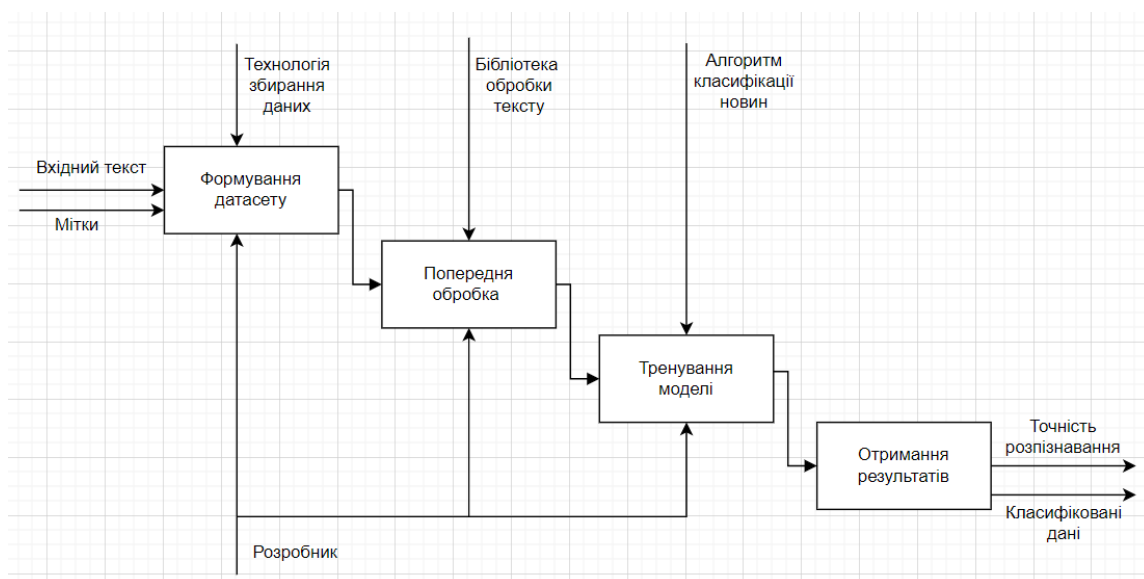 Технологія
збирання
даних
Бібліотека
обробки
тексту
Алгоритм
класифікації
новин
Вхідний текст
Мітки
Формування
датасету
Попередня
обробка
Тренування
моделі
Отримання
результатів
Точність
розпізнавання
Класифіковані
дані
Розробник